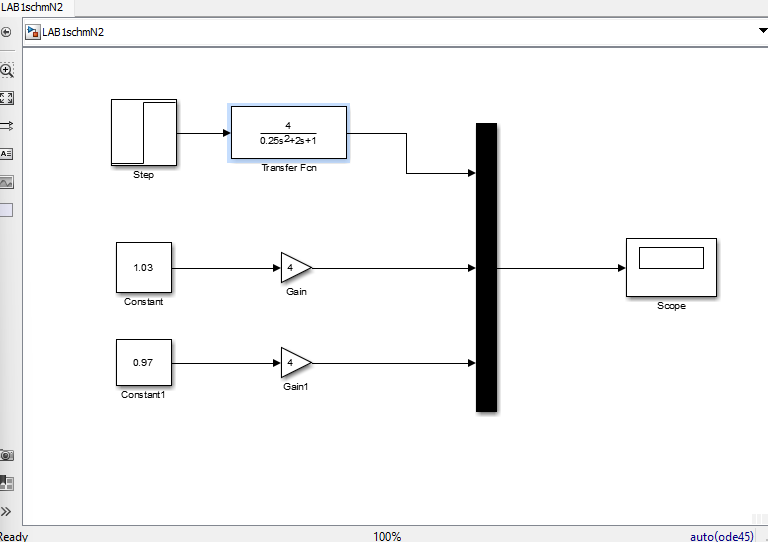 LAB1schmN2
LAB1schmN2
4
0.25s²+2s+1
Step
Transfer Fcn
1.03
4
Constant
Gain
Scope
0.97
4
Constant1
Gain1
Ready
100%
auto(ode45)